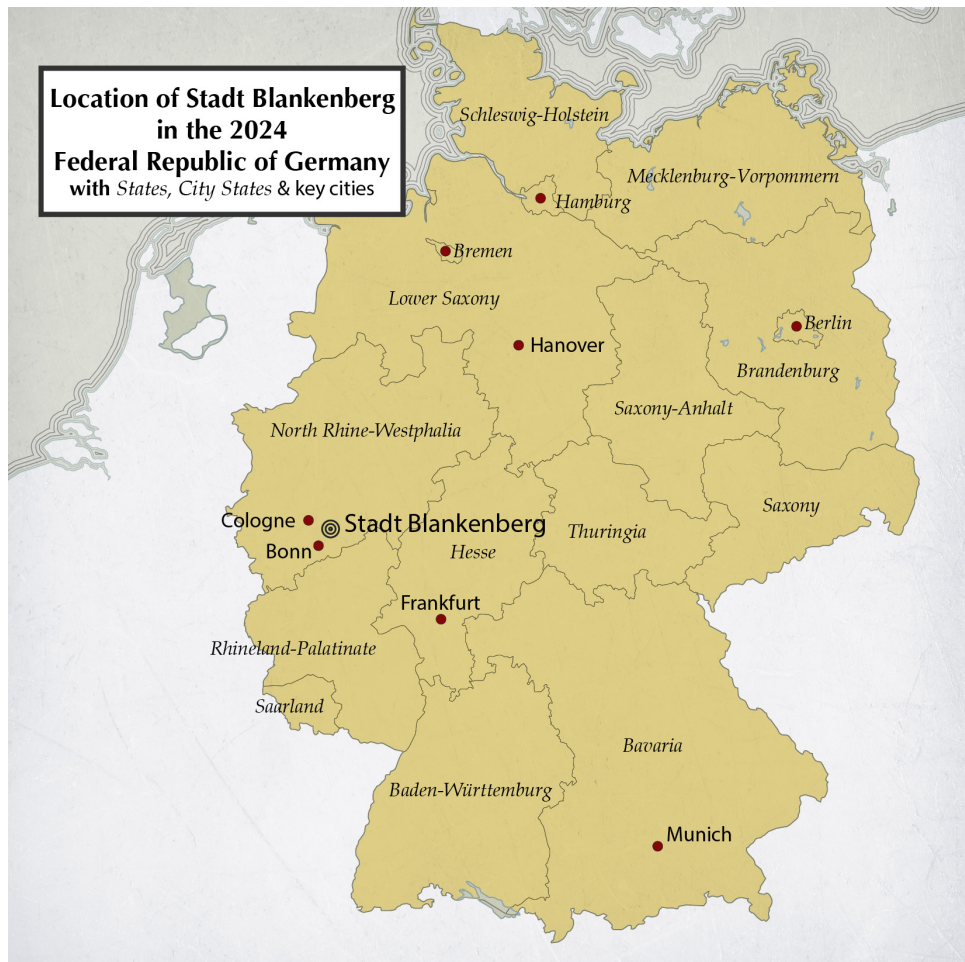 Location of Stadt Blankenberg
in the 2024
Federal Republic of Germany
with States, City States & key cities
Schleswig-Holstein
Mecklenburg-Vorpommern
Hamburg
Bremen
Lower Saxony
Berlin
Hanover
Brandenburg
Saxony-Anhalt
North Rhine-Westphalia
Saxony
Cologne
Stadt Blankenberg
Thuringia
Bonn
Hesse
Frankfurt
Rhineland-Palatinate
Saarland
Bavaria
Baden-Württemburg
Munich